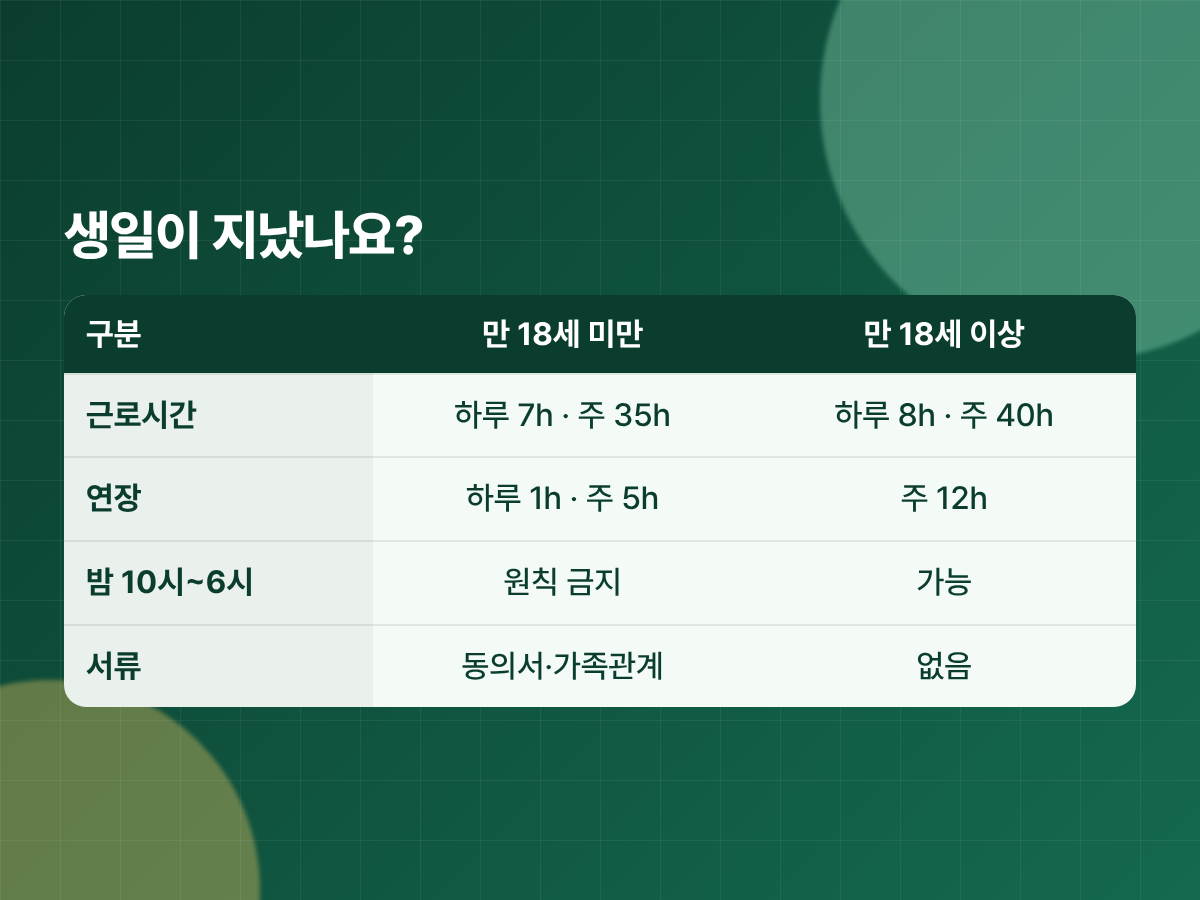 생일이 지났나요?
구분 만 18세 미만 만 18세 이상
근로시간 하루 7h · 주 35h 하루 8h · 주 40h
연장 하루 1h · 주 5h 주 12h
밤 10시~6시 원칙 금지 가능
서류 동의서·가족관계 없음